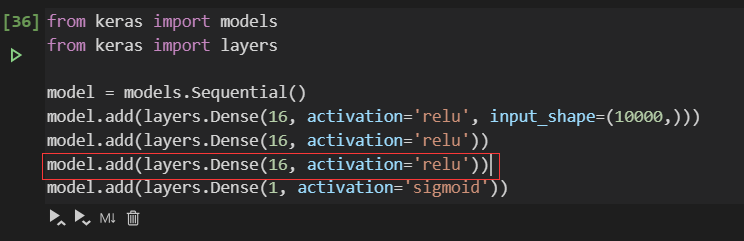 [36] from keras import models
from keras import layers
model = models.Sequential()
model.add(layers.Dense(16, activation='relu', input_shape=(10000,)))
model.add(layers.Dense(16, activation='relu'))
model.add(layers.Dense(16, activation='relu'))
model.add(layers.Dense(1, activation='sigmoid'))
M↓